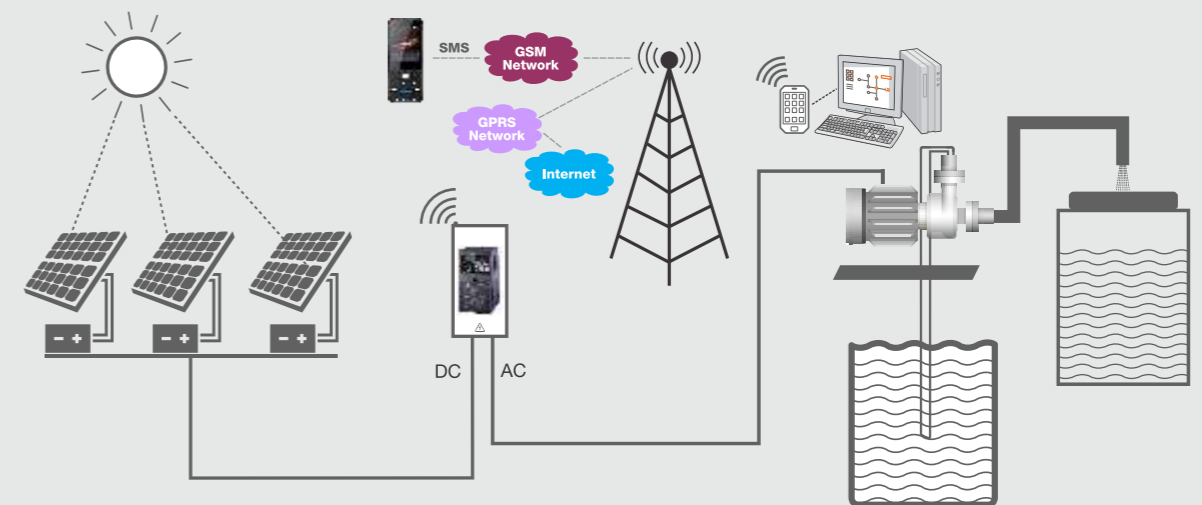 SMS
GSM
Network
GPRS
Network
Internet
- +
- +
- +
DC
AC